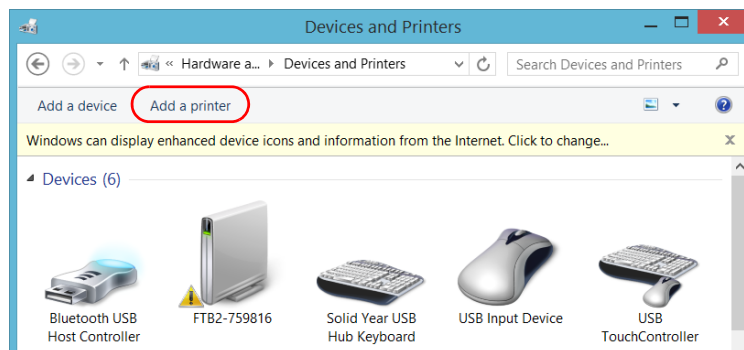 Devices and Printers
« Hardware a... Devices and Printers Search Devices and Printers
Add a device Add a printer
Windows can display enhanced device icons and information from the Internet. Click to change...
Devices (6)
Bluetooth USB
Host Controller
FTB2-759816
Solid Year USB
Hub Keyboard
USB Input Device
USB
TouchController